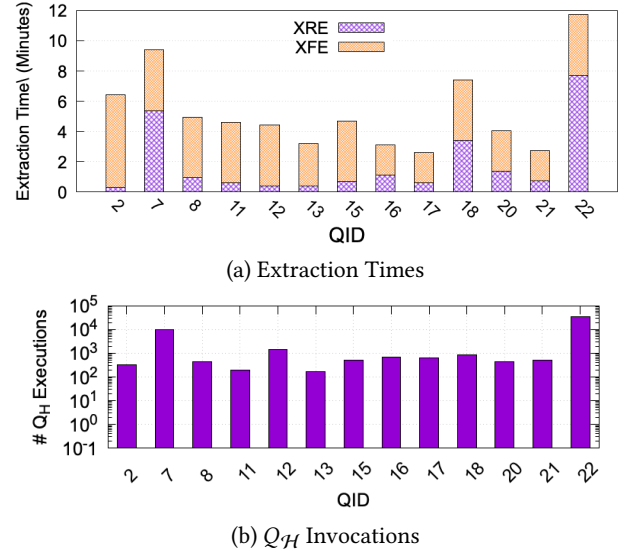 12
10
8
6
4
2
0
Extraction Time\ (Minutes)
XRE
XFE
2 7 8 11 12 13 15 16 17 18 20 21 22
QID
(a) Extraction Times
10^5
10^4
10^3
10^2
10^1
10^0
10^-1
# Q_H Executions
2 7 8 11 12 13 15 16 17 18 20 21 22
QID
(b) Q_H Invocations